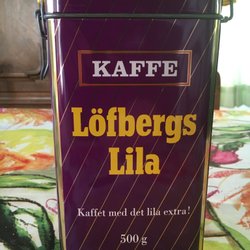 KAFFE
Löfbergs
Lila
Kaffet med det lila extra!
500 g